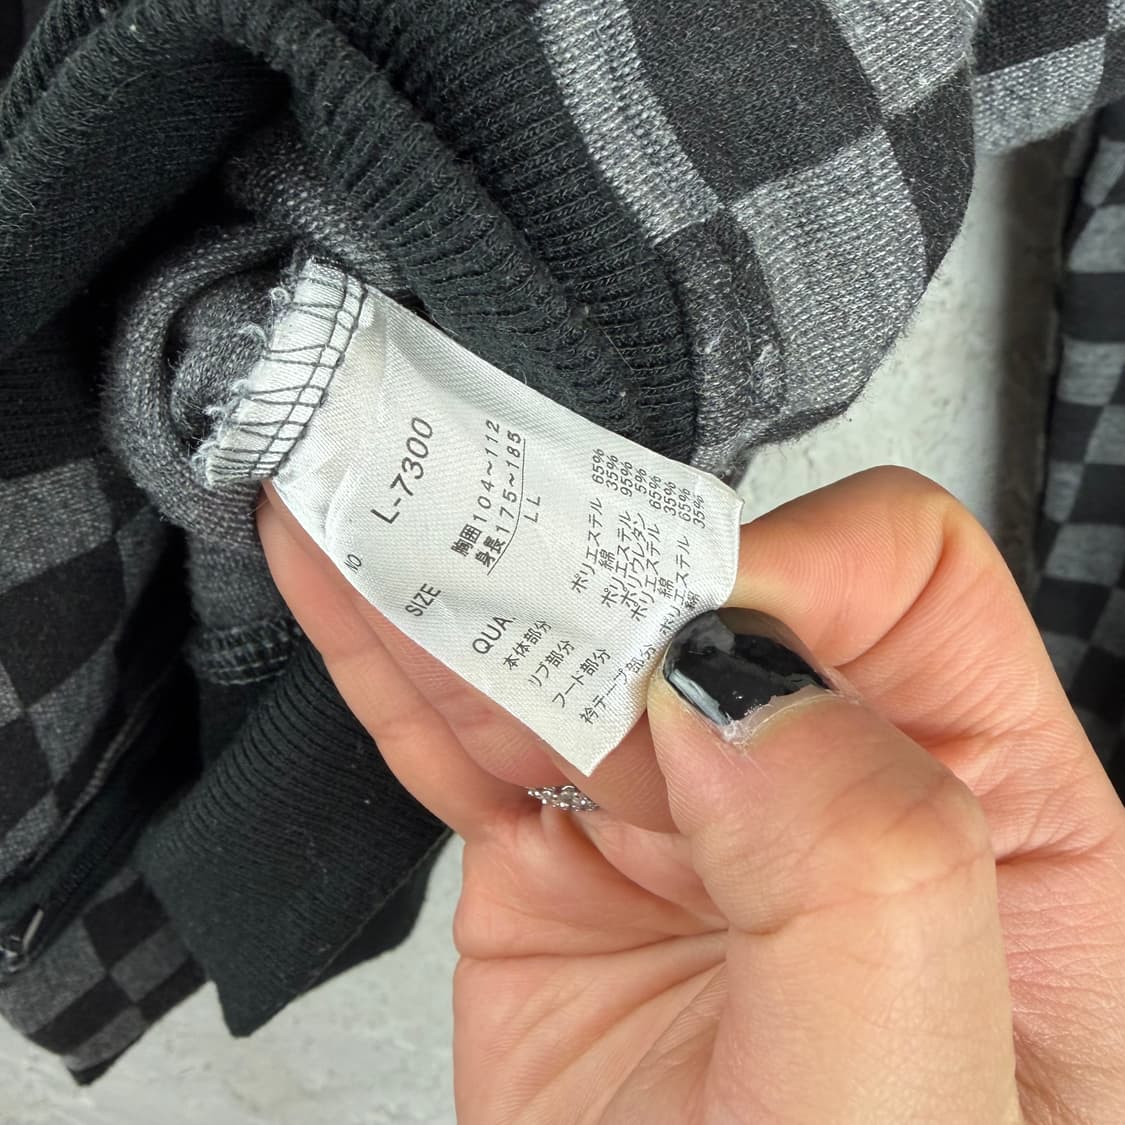 NO L-7300
SIZE 胸囲104~112
身長175~185
LL
QUA.
本体部分 ポリエステル 65%
綿 35%
リブ部分 ポリエステル 95%
ポリウレタン 5%
フード部分 ポリエステル 65%
綿 35%
衿テープ部分 ポリエステル 65%
綿 35%